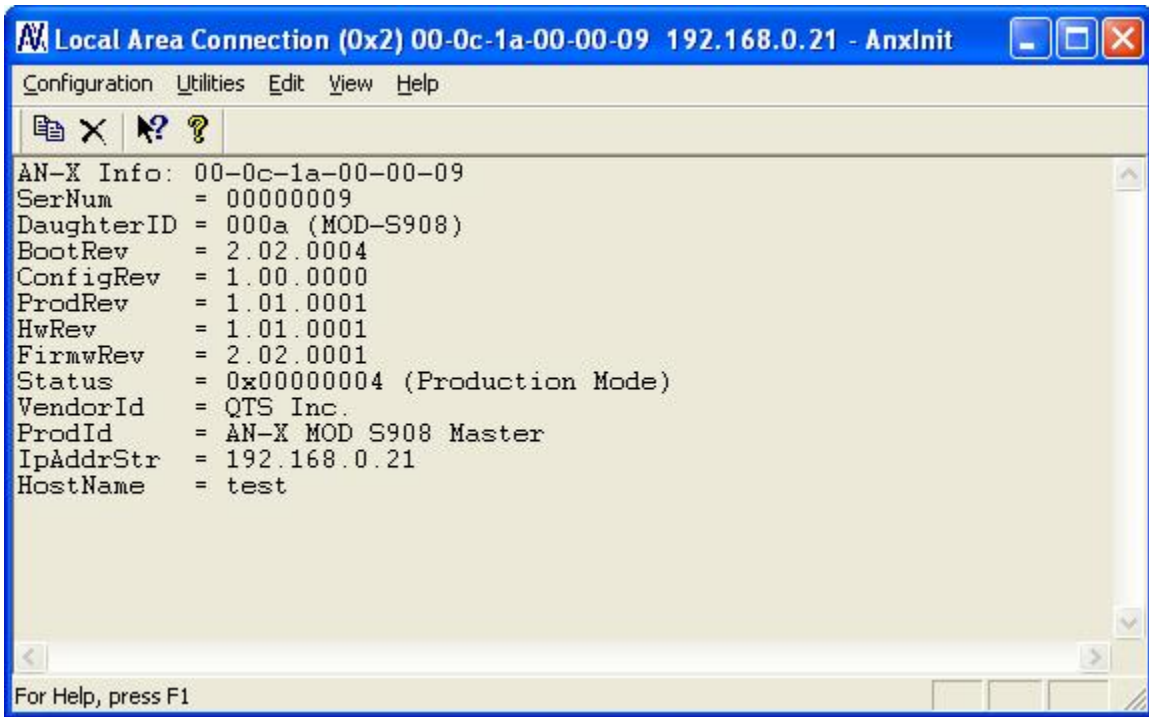 AX Local Area Connection (0x2) 00-0c-1a-00-00-09 192.168.0.21 - AnxInit
Configuration Utilities Edit View Help
AN-X Info: 00-0c-1a-00-00-09
SerNum = 00000009
DaughterID = 000a (MOD-S908)
BootRev = 2.02.0004
ConfigRev = 1.00.0000
ProdRev = 1.01.0001
HwRev = 1.01.0001
FirmwRev = 2.02.0001
Status = 0x00000004 (Production Mode)
VendorId = QTS Inc.
ProdId = AN-X MOD S908 Master
IpAddrStr = 192.168.0.21
HostName = test
For Help, press F1